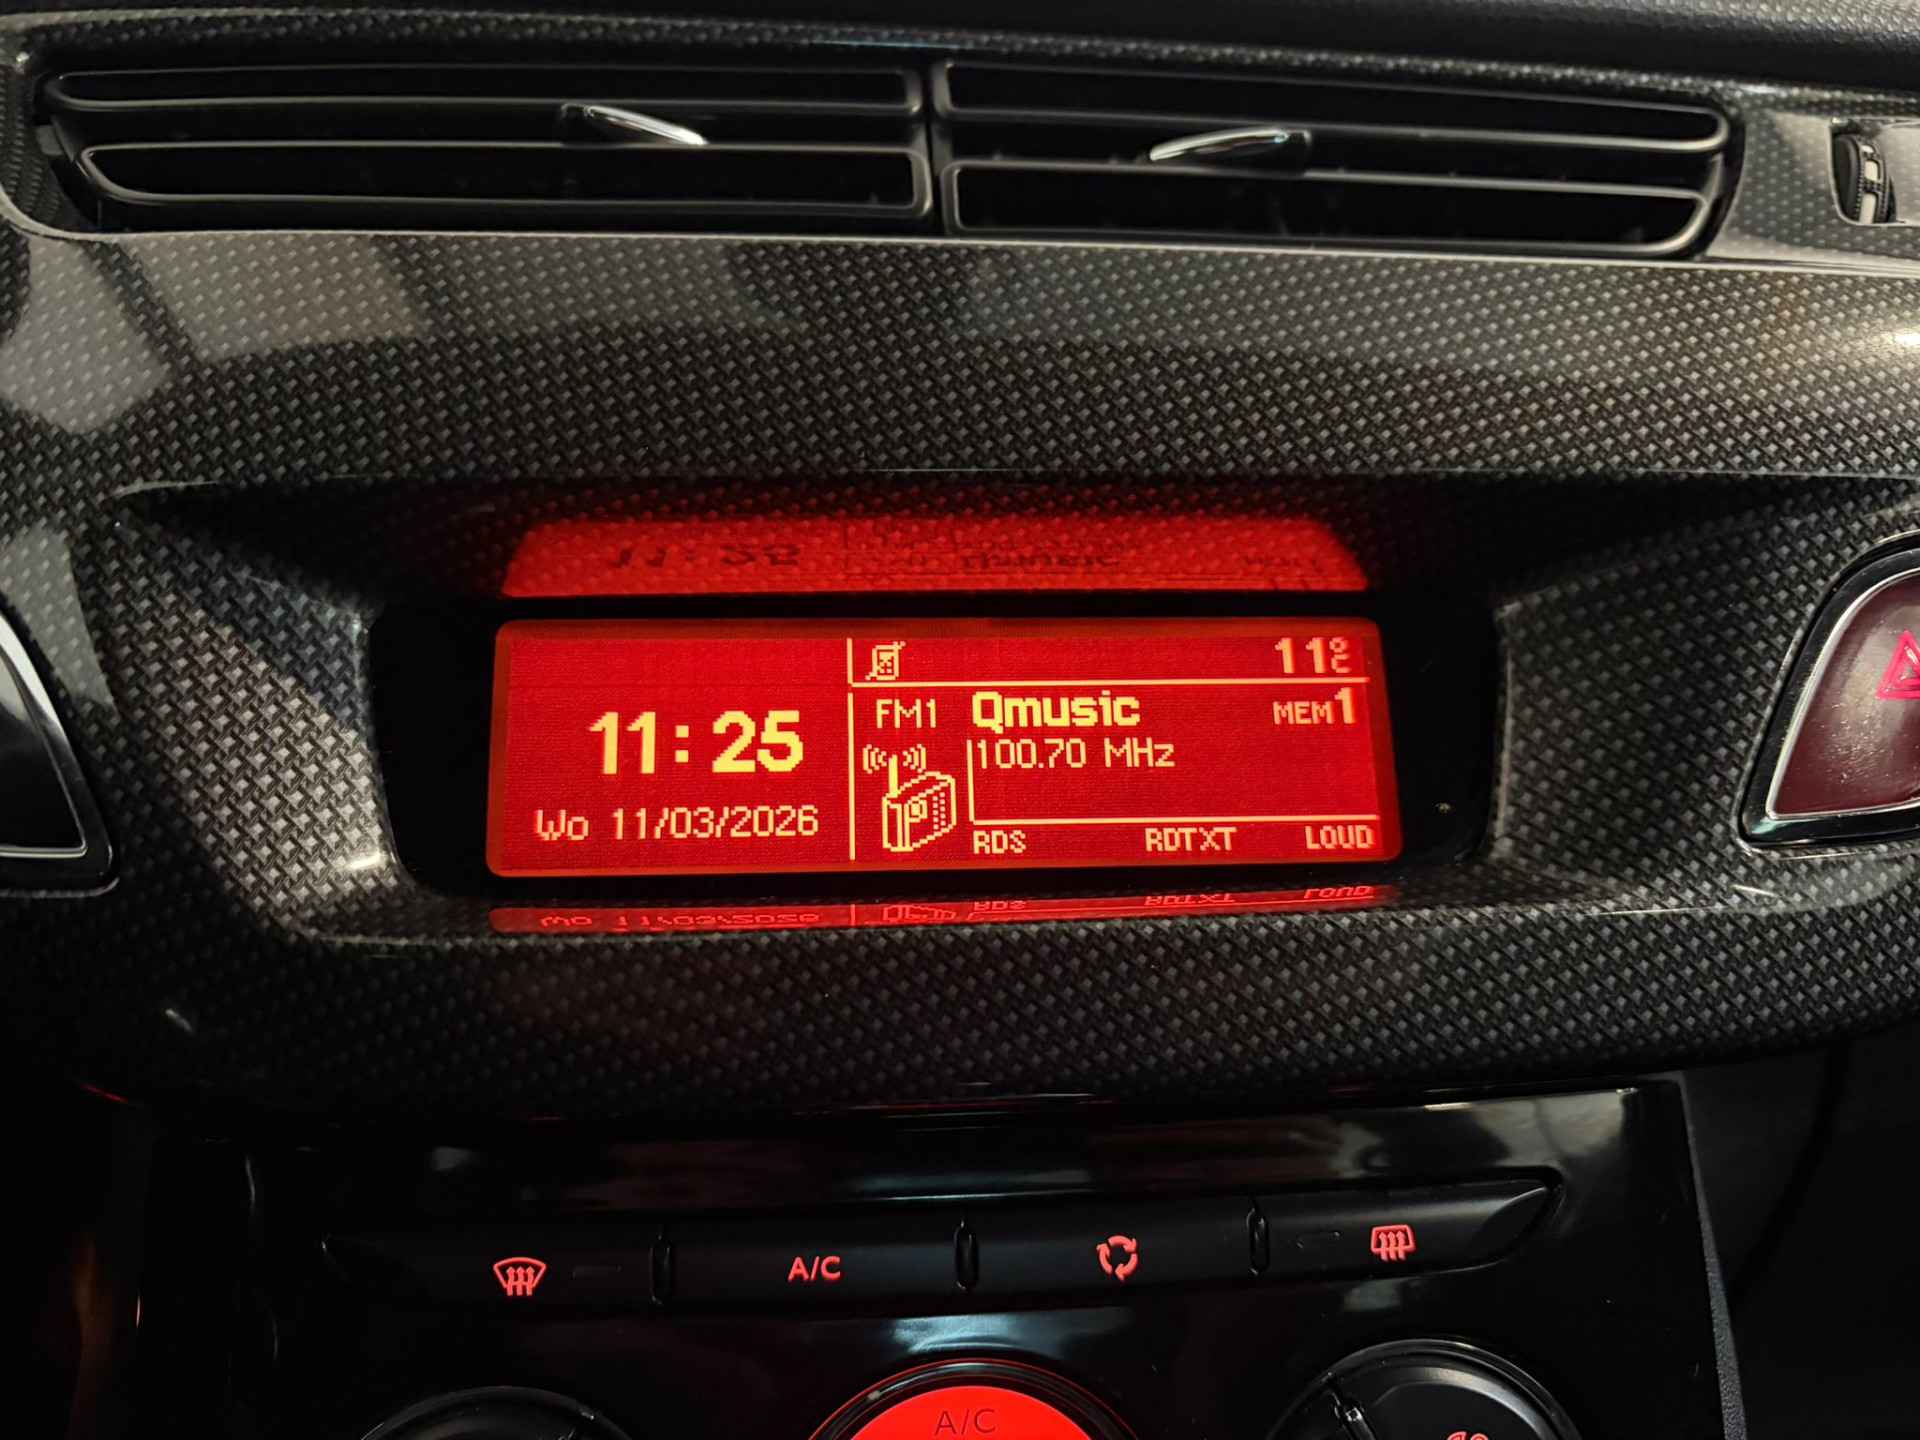 11°C
FM1 Qmusic MEM1
11:25
100.70 MHz
Wo 11/03/2026
RDS RDTXT LOUD
A/C
A/C